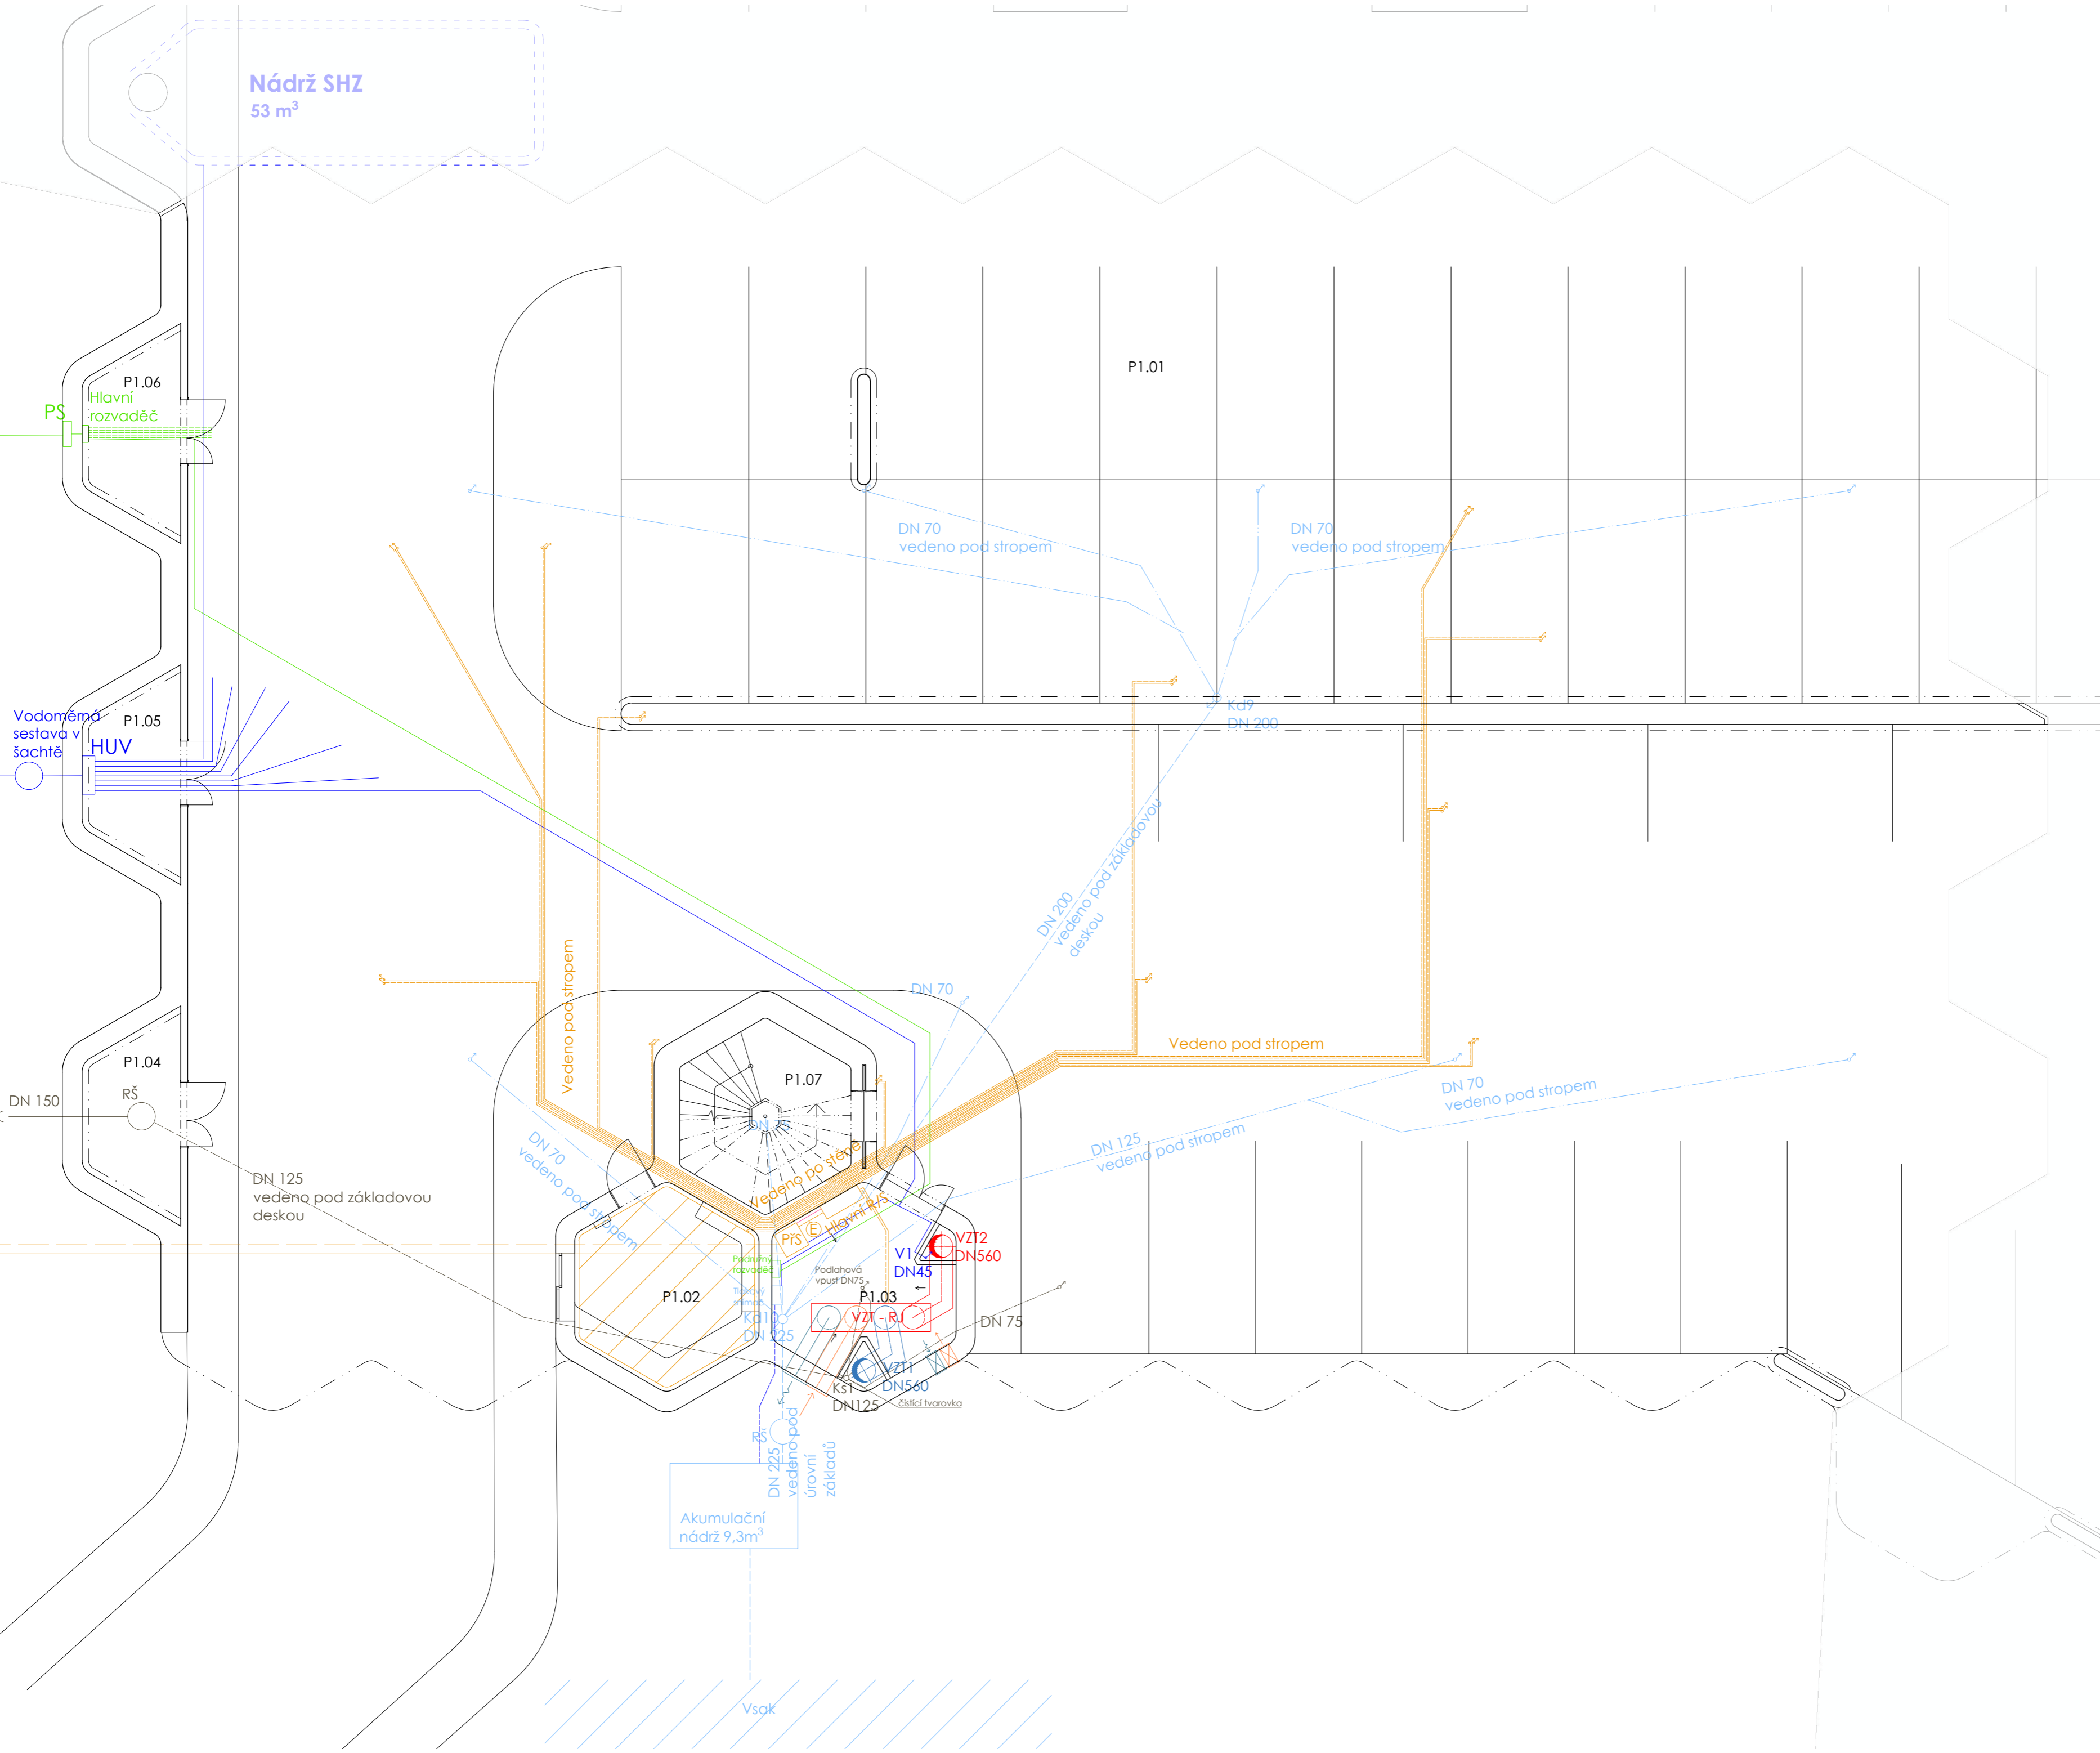 Nádrž SHZ
53 m³
P1.01
P1.06
Hlavní
rozvaděč
PS
DN 70
vedeno pod stropem
DN 70
vedeno pod stropem
Vodoměrná
sestava v
šachtě
P1.05
HUV
Kd9
DN 200
DN 200
vedeno pod základovou
deskou
Vedeno pod stropem
DN 70
Vedeno pod stropem
P1.04
RŠ
DN 150
P1.07
DN 70
vedeno pod stropem
DN 125
vedeno pod stropem
DN 70
vedeno pod stropem
Vedeno po stěně
DN 125
vedeno pod základovou
deskou
Hlavní R/S
E
PřS
VZT2
DN560
V1
DN45
Podružný
rozvaděč
Podlahová
vpusť DN75
P1.02
P1.03
VZT - RJ
DN 225
DN 75
VZT1
DN560
Ks1
DN125
čistící tvarovka
RŠ
DN 225
vedeno pod
úrovní
základů
Akumulační
nádrž 9,3m³
Vsak